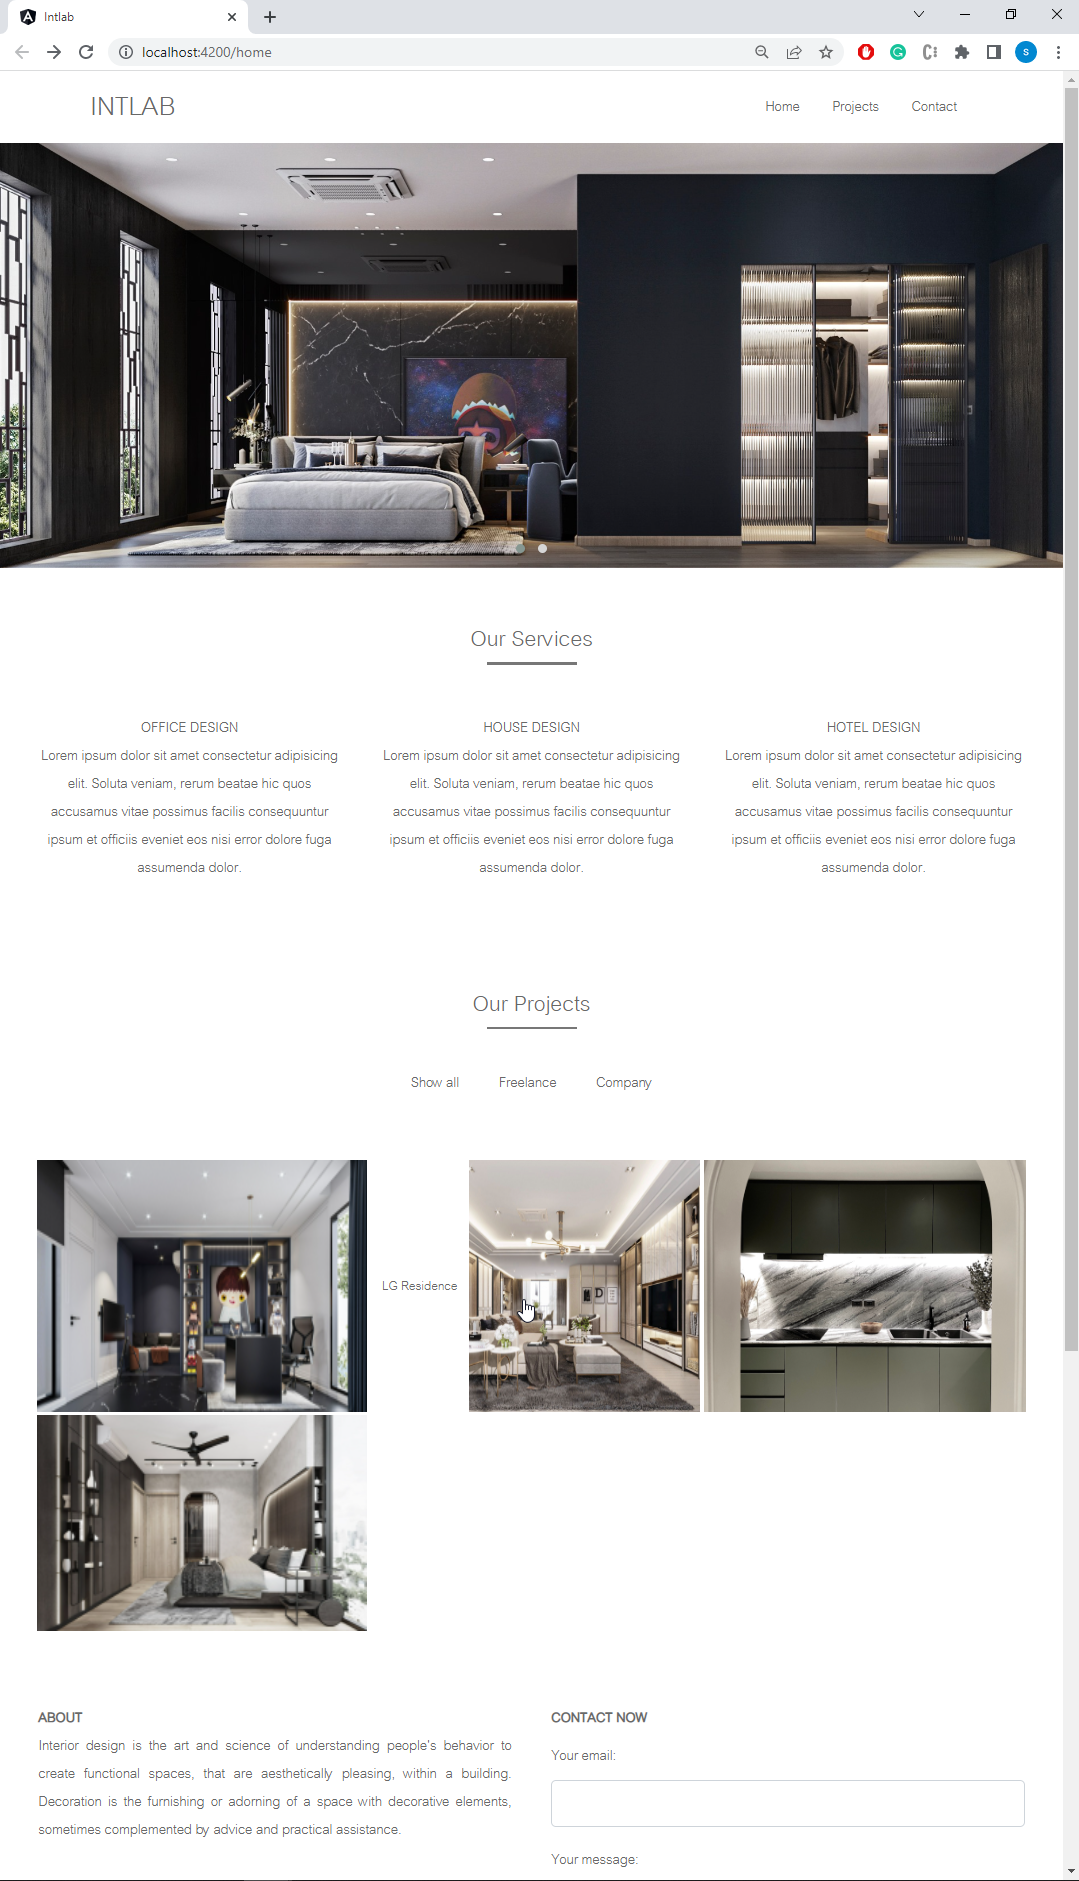 Intlab
localhost:4200/home
S
INTLAB
Home Projects Contact
Our Services
OFFICE DESIGN
Lorem ipsum dolor sit amet consectetur adipisicing
elit. Soluta veniam, rerum beatae hic quos
accusamus vitae possimus facilis consequuntur
ipsum et officiis eveniet eos nisi error dolore fuga
assumenda dolor.
HOUSE DESIGN
Lorem ipsum dolor sit amet consectetur adipisicing
elit. Soluta veniam, rerum beatae hic quos
accusamus vitae possimus facilis consequuntur
ipsum et officiis eveniet eos nisi error dolore fuga
assumenda dolor.
HOTEL DESIGN
Lorem ipsum dolor sit amet consectetur adipisicing
elit. Soluta veniam, rerum beatae hic quos
accusamus vitae possimus facilis consequuntur
ipsum et officiis eveniet eos nisi error dolore fuga
assumenda dolor.
Our Projects
Show all Freelance Company
LG Residence
D
ABOUT
Interior design is the art and science of understanding people's behavior to
create functional spaces, that are aesthetically pleasing, within a building.
Decoration is the furnishing or adorning of a space with decorative elements,
sometimes complemented by advice and practical assistance.
CONTACT NOW
Your email:
Your message: